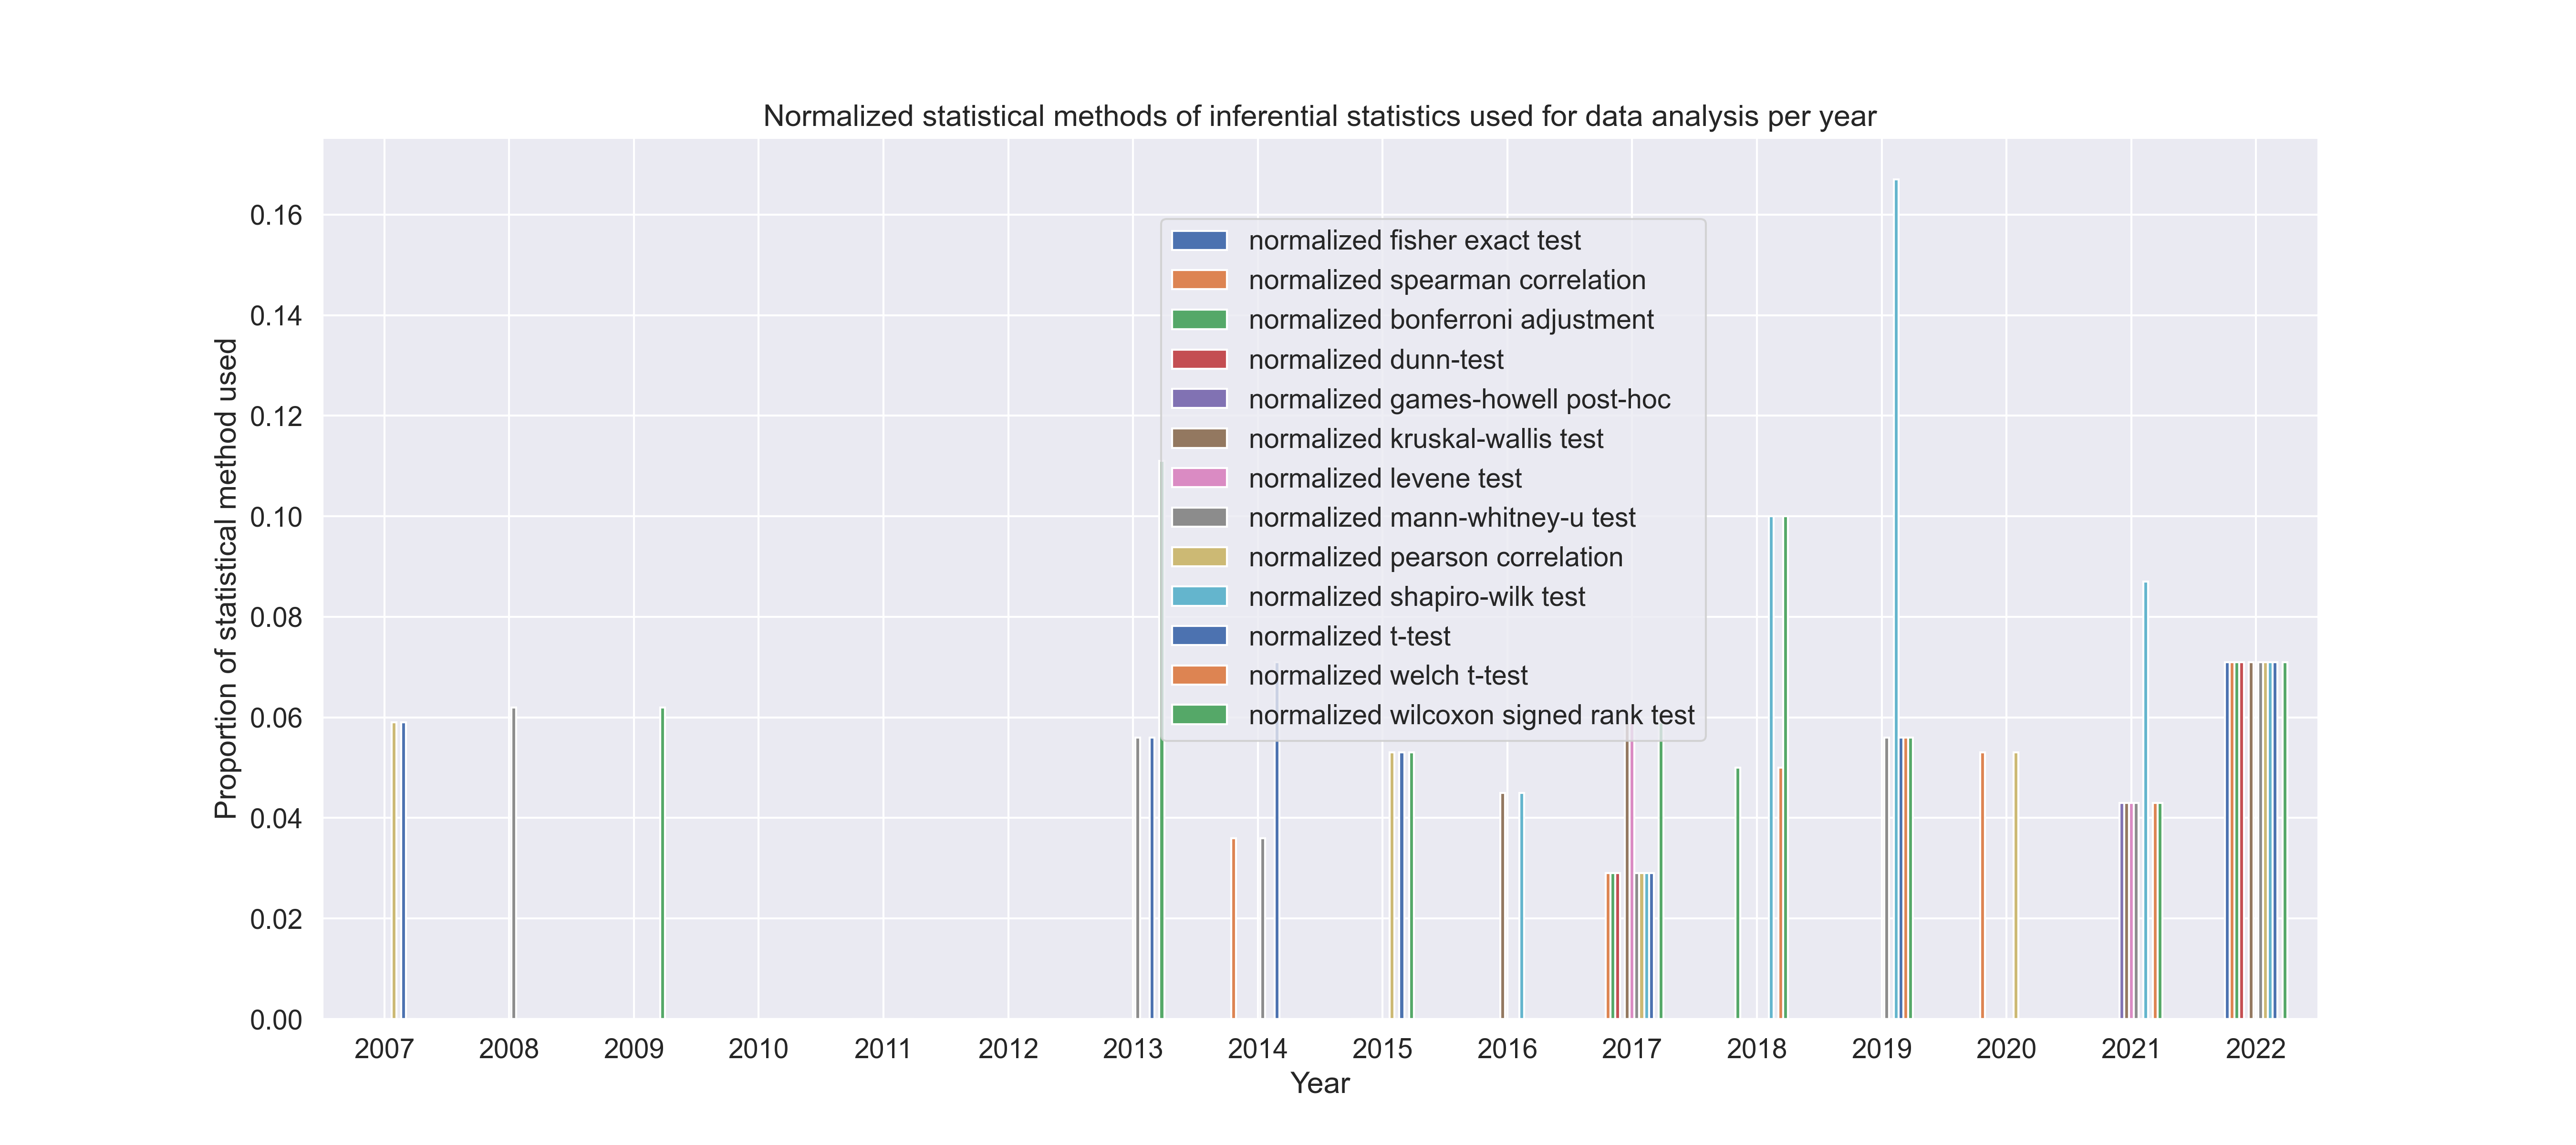 Normalized statistical methods of inferential statistics used for data analysis per year
Proportion of statistical method used
0.16
0.14
0.12
0.10
0.08
0.06
0.04
0.02
0.00
normalized fisher exact test
normalized spearman correlation
normalized bonferroni adjustment
normalized dunn-test
normalized games-howell post-hoc
normalized kruskal-wallis test
normalized levene test
normalized mann-whitney-u test
normalized pearson correlation
normalized shapiro-wilk test
normalized t-test
normalized welch t-test
normalized wilcoxon signed rank test
2007 2008 2009 2010 2011 2012 2013 2014 2015 2016 2017 2018 2019 2020 2021 2022
Year